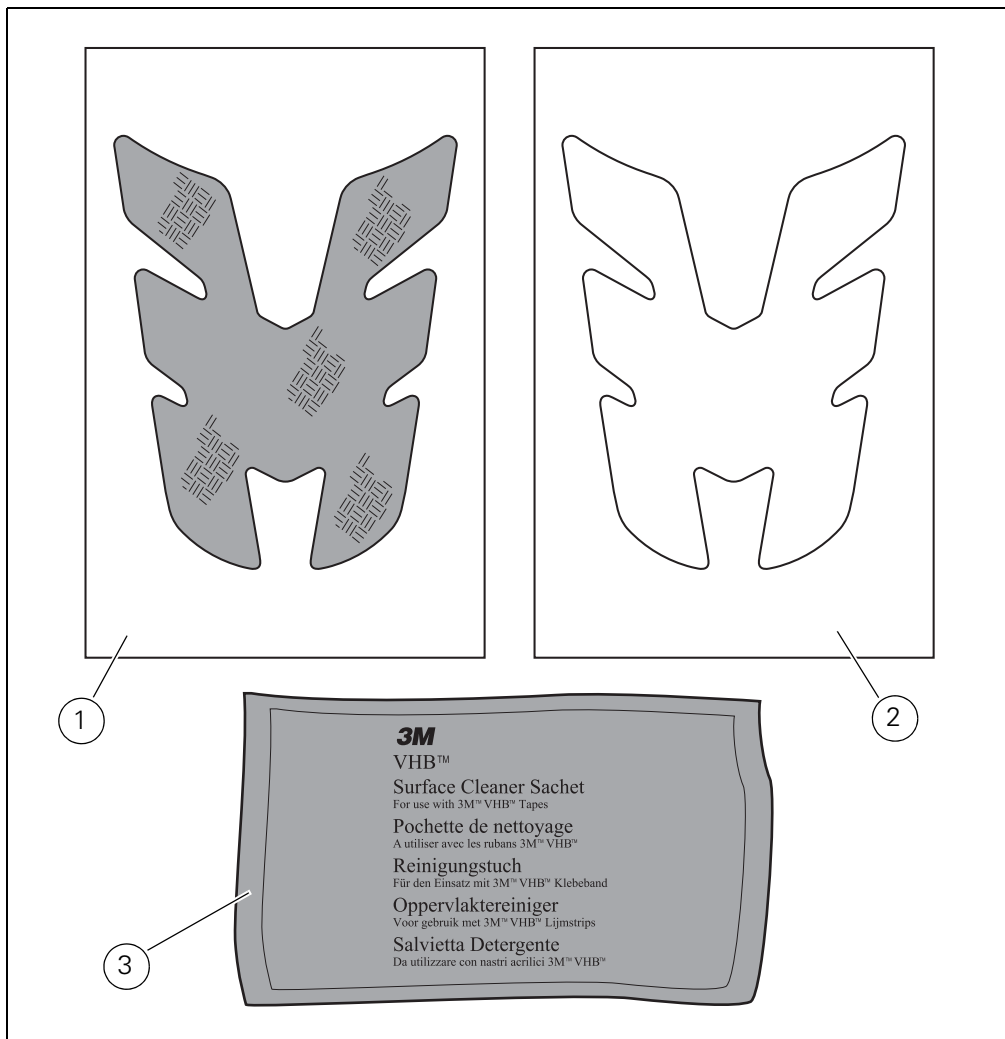 1
2
3M
VHB™
Surface Cleaner Sachet
For use with 3M™ VHB™ Tapes
Pochette de nettoyage
A utiliser avec les rubans 3M™ VHB™
Reinigungstuch
Für den Einsatz mit 3M™ VHB™ Klebeband
Oppervlaktereiniger
Voor gebruik met 3M™ VHB™ Lijmstrips
Salvietta Detergente
Da utilizzare con nastri acrilici 3M™ VHB™
3